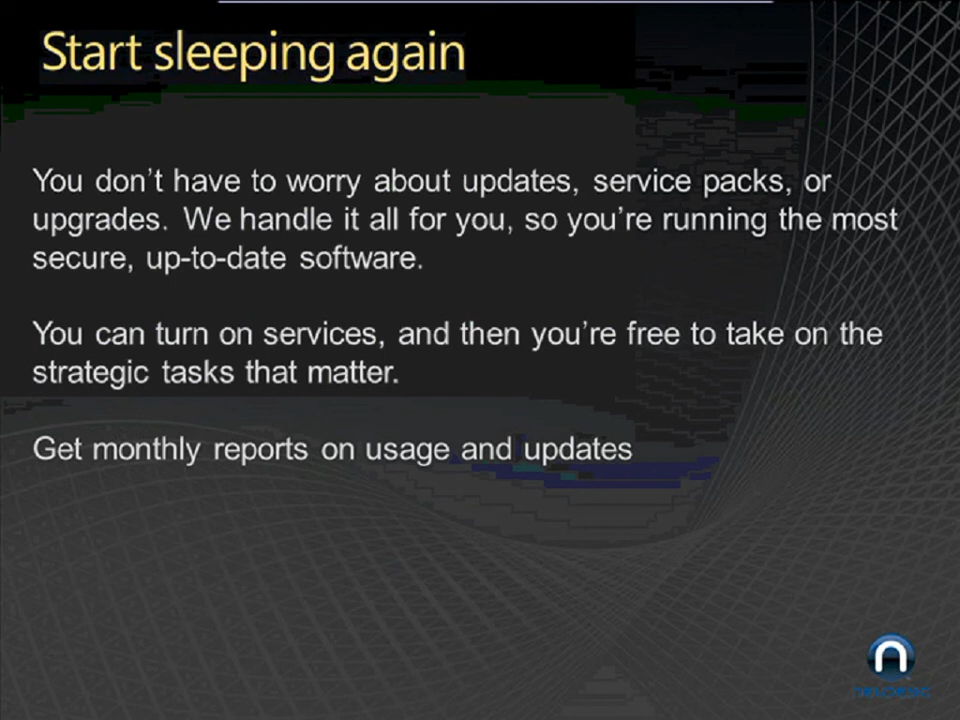 Start sleeping again
You don’t have to worry about updates, service packs, or
upgrades. We handle it all for you, so you’re running the most
secure, up-to-date software.
You can turn on services, and then you’re free to take on the
strategic tasks that matter.
Get monthly reports on usage and updates